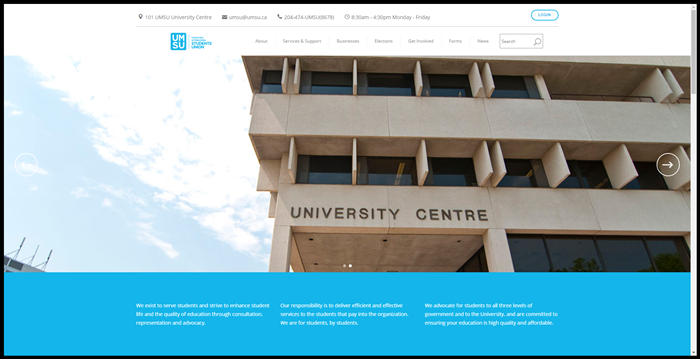 101 UMSU University Centre umsu@umsu.ca 204-474-UMSU(8678) 8:30am - 4:30pm Monday - Friday LOGIN
UM
SU
STUDENTS'
UNION
About Services & Support Businesses Elections Get Involved Forms News Search
UNIVERSITY CENTRE
We exist to serve students and strive to enhance student
life and the quality of education through consultation,
representation and advocacy.
Our responsibility is to deliver efficient and effective
services to the students that pay into the organization.
We are for students, by students.
We advocate for students to all three levels of
government and to the University, and are committed to
ensuring your education is high quality and affordable.